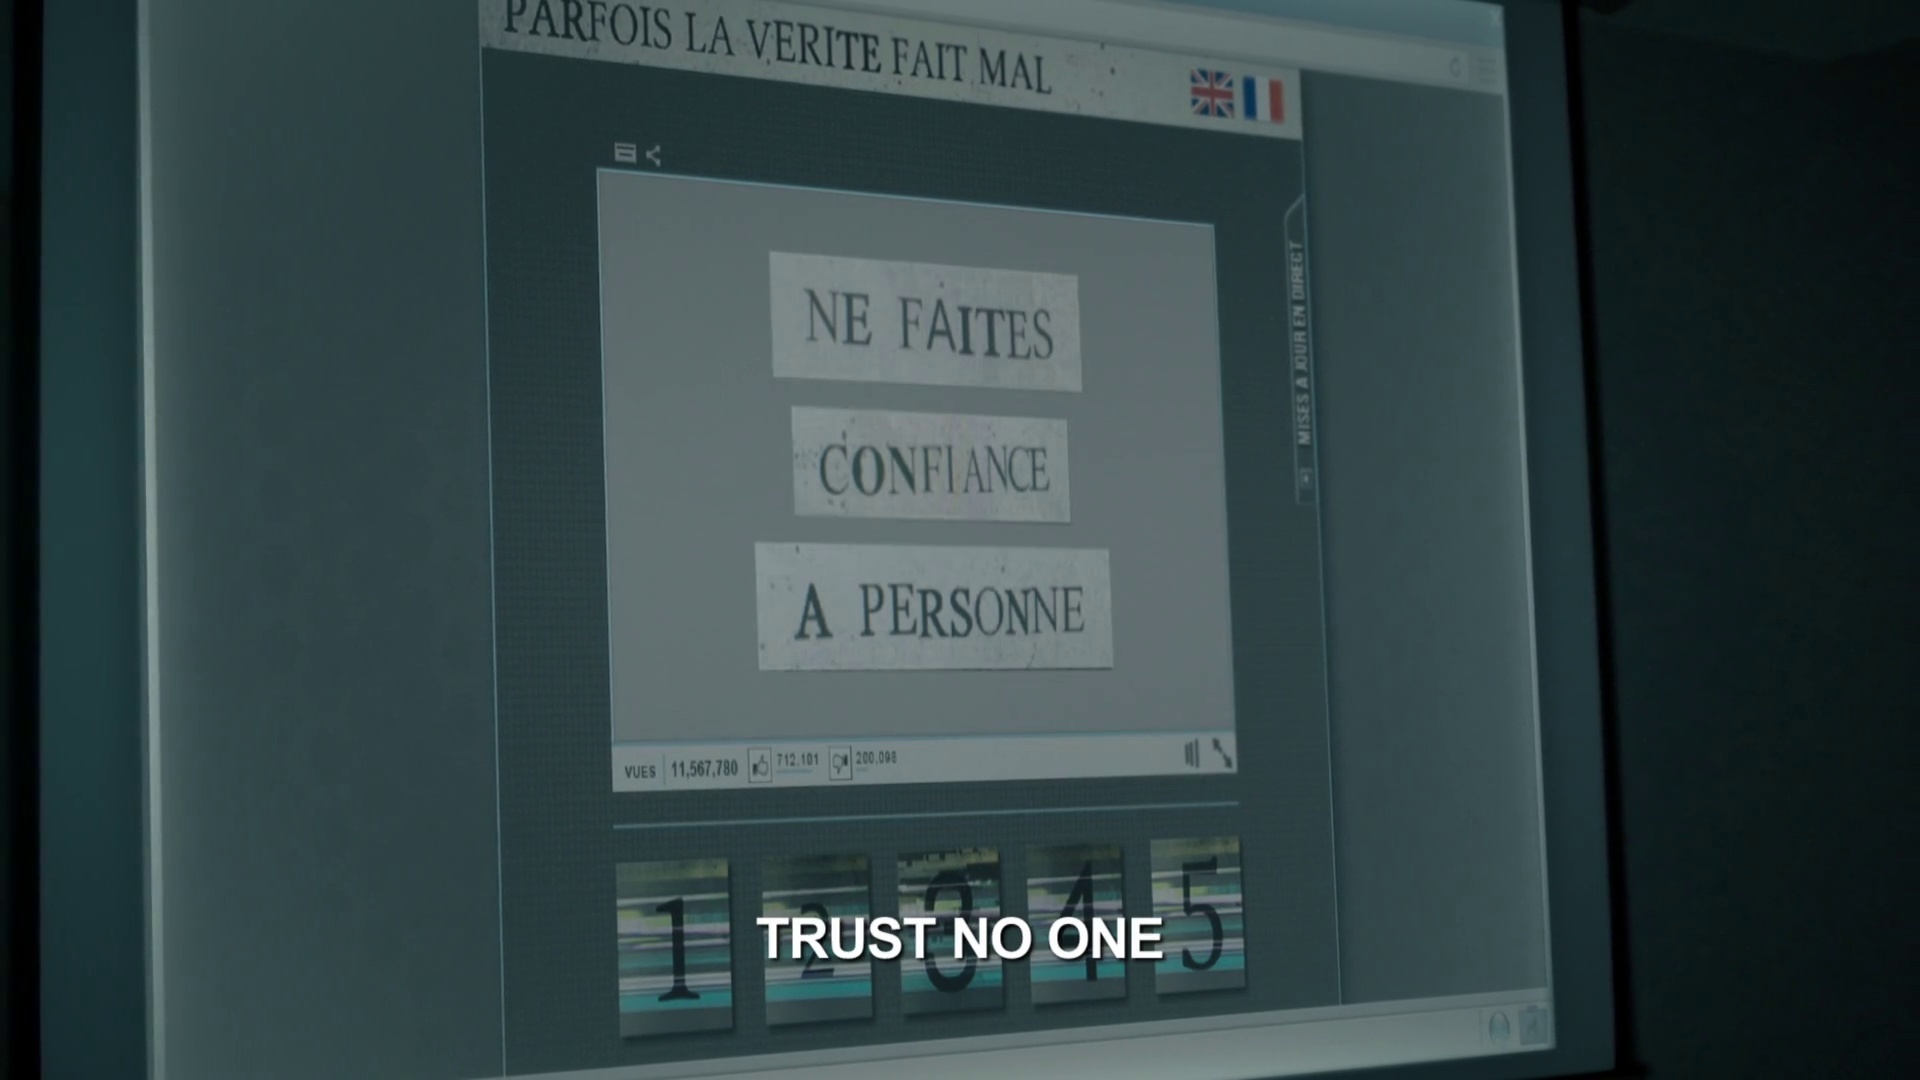 PARFOIS LA VERITE FAIT MAL
NE FAITES
CONFIANCE
A PERSONNE
MISES A JOUR EN DIRECT
VUES 11,567,780 712,101 200,098
1 2 3 4 5
TRUST NO ONE